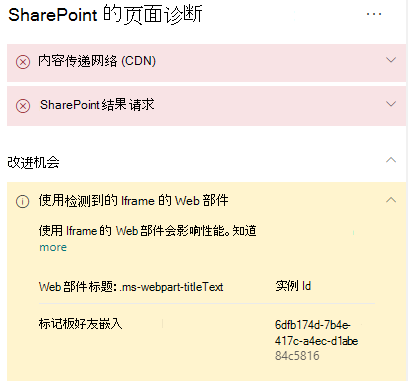 SharePoint 的页面诊断
内容传递网络 (CDN)
SharePoint结果请求
改进机会
使用检测到的 Iframe 的 Web 部件
使用 Iframe 的 Web 部件会影响性能。知道
more
Web 部件标题: .ms-webpart-titleText 实例 Id
标记板好友嵌入 6dfb174d-7b4e-
417c-a4ec-d1abe
84c5816